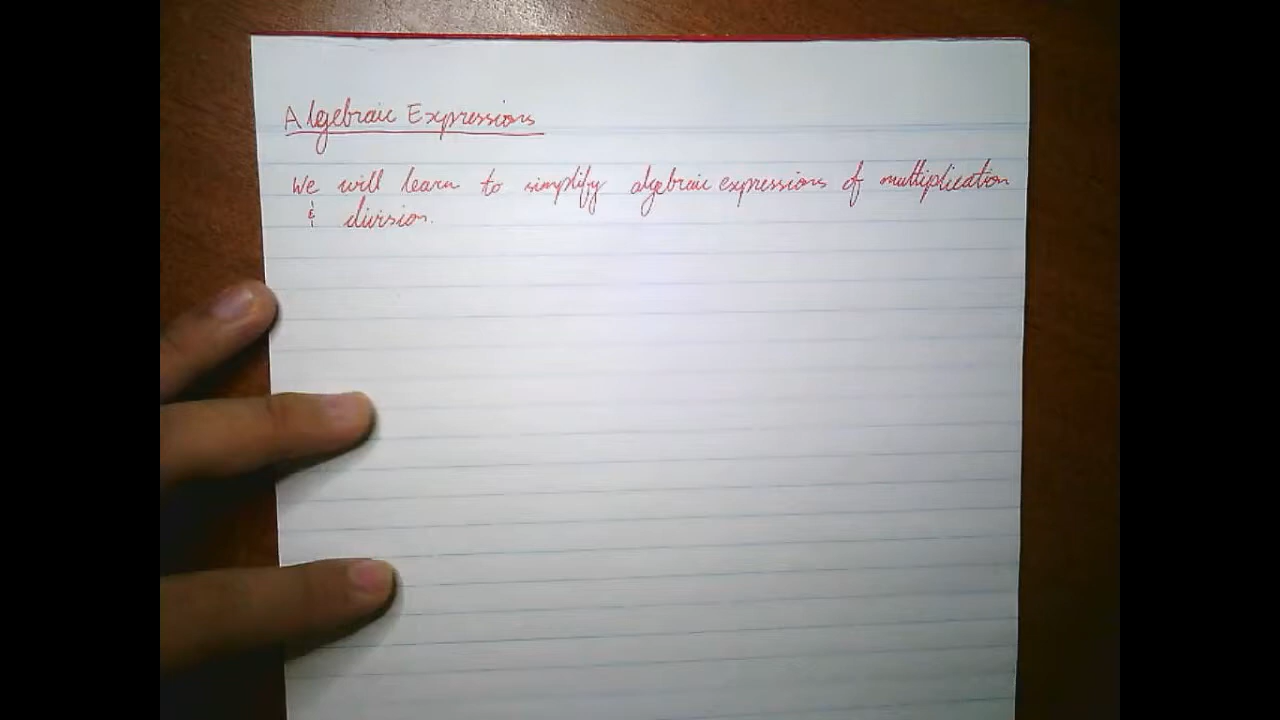 Algebraic Expressions
We will learn to simplify algebraic expressions of multiplication
& division.